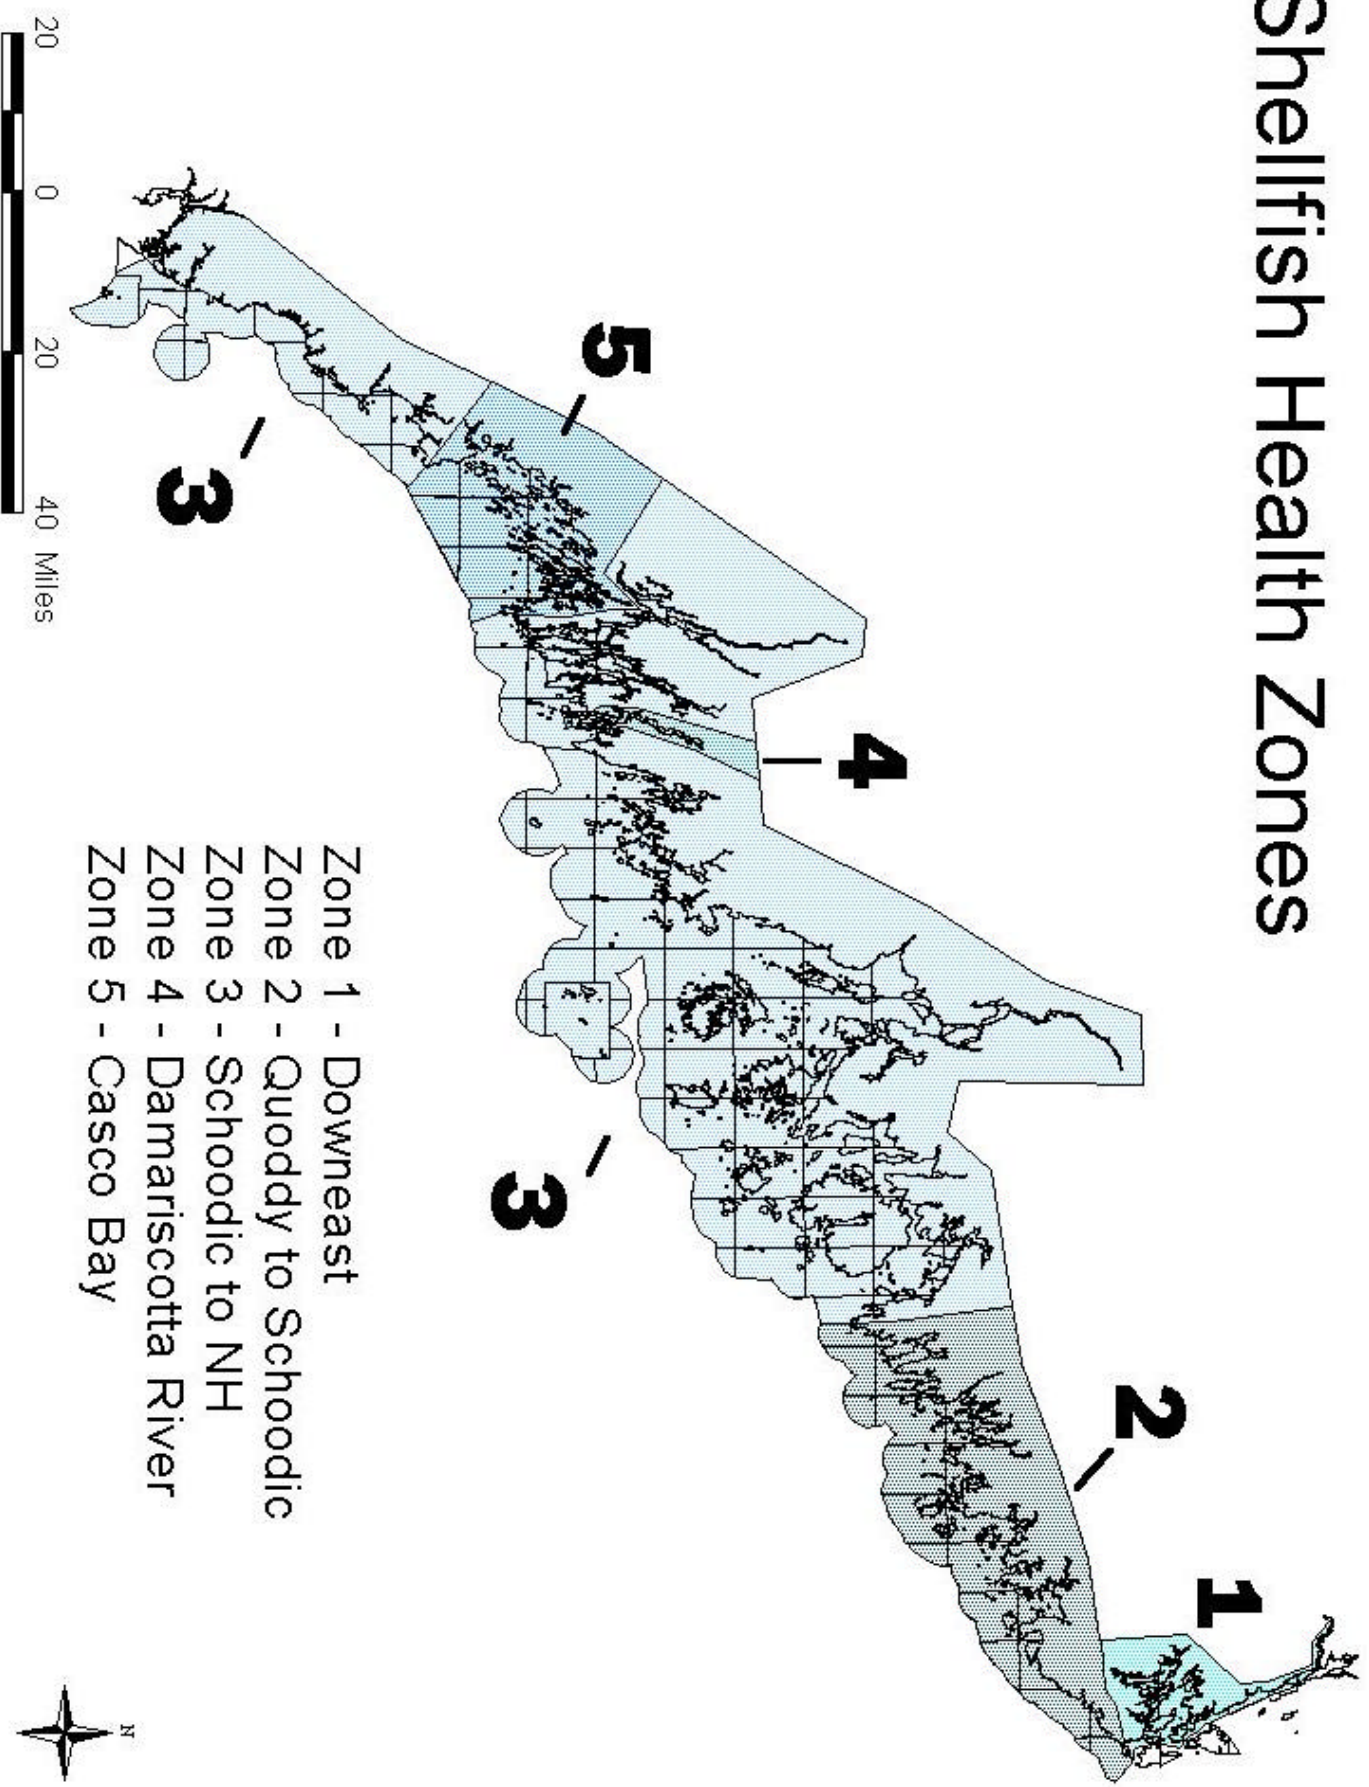 Shellfish Health Zones
1
2
4
5
3
3
Zone 1 - Downeast
Zone 2 - Quoddy to Schoodic
Zone 3 - Schoodic to NH
Zone 4 - Damariscotta River
Zone 5 - Casco Bay
N
20 0 20 40 Miles